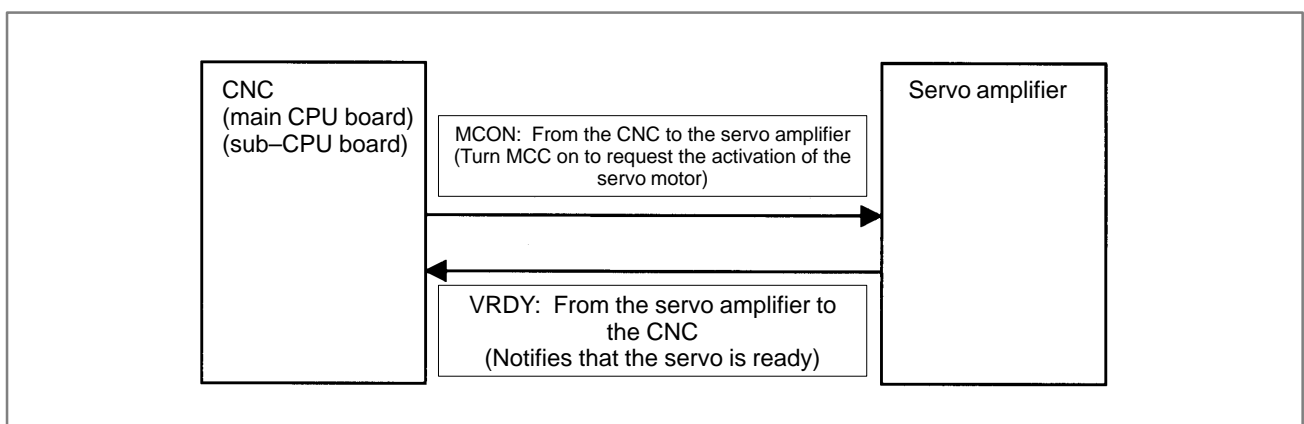 CNC
(main CPU board)
(sub–CPU board)
MCON: From the CNC to the servo amplifier
(Turn MCC on to request the activation of the
servo motor)
VRDY: From the servo amplifier to
the CNC
(Notifies that the servo is ready)
Servo amplifier